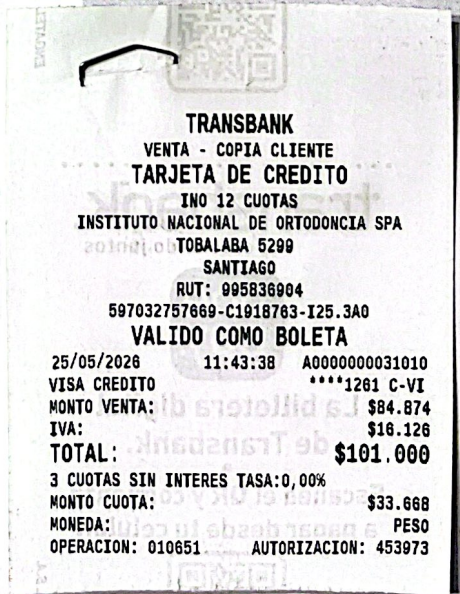 TRANSBANK
VENTA - COPIA CLIENTE
TARJETA DE CREDITO
INO 12 CUOTAS
INSTITUTO NACIONAL DE ORTODONCIA SPA
TOBALABA 5299
SANTIAGO
RUT: 995836904
597032757669-C1918763-I25.3A0
VALIDO COMO BOLETA
25/05/2026 11:43:38 A0000000031010
VISA CREDITO ****1261 C-VI
MONTO VENTA: $84.874
IVA: $16.126
TOTAL: $101.000
3 CUOTAS SIN INTERES TASA:0,00%
MONTO CUOTA: $33.668
MONEDA: PESO
OPERACION: 010651 AUTORIZACION: 453973